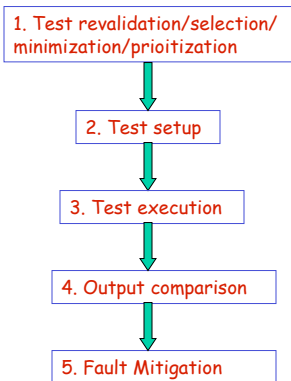 1. Test revalidation/selection/
minimization/prioitization
2. Test setup
3. Test execution
4. Output comparison
5. Fault Mitigation